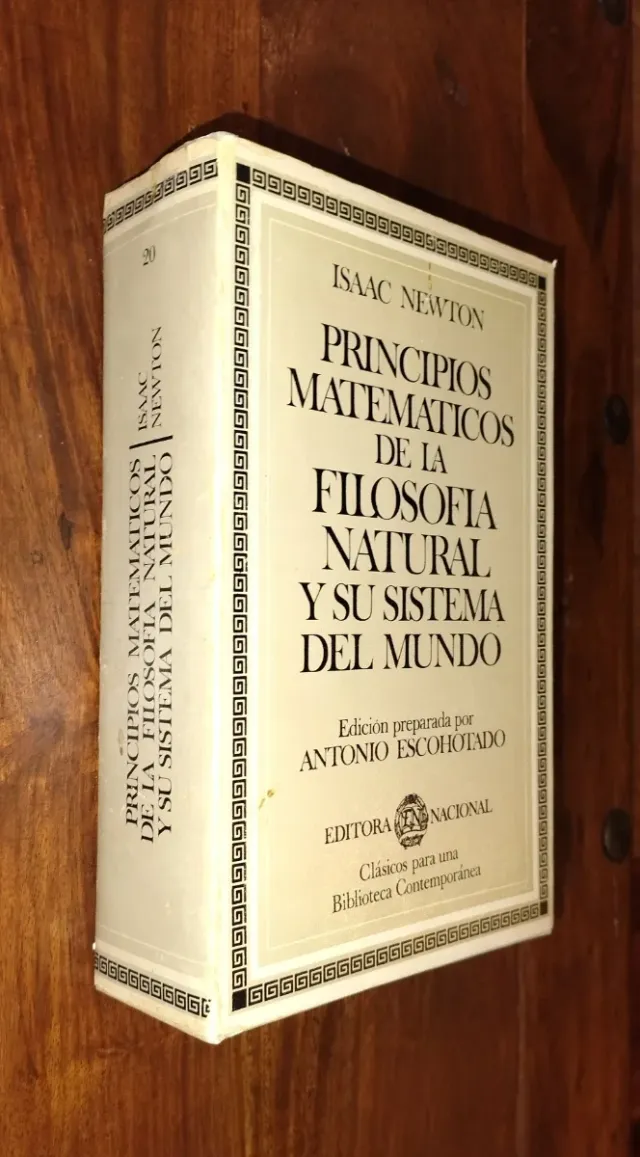 20
PRINCIPIOS MATEMATICOS
DE LA FILOSOFIA NATURAL
Y SU SISTEMA DEL MUNDO
ISAAC
NEWTON
ISAAC NEWTON
PRINCIPIOS
MATEMATICOS
DE LA
FILOSOFIA
NATURAL
Y SU SISTEMA
DEL MUNDO
Edición preparada por
ANTONIO ESCOHOTADO
EDITORA EN NACIONAL
Clásicos para una
Biblioteca Contemporánea